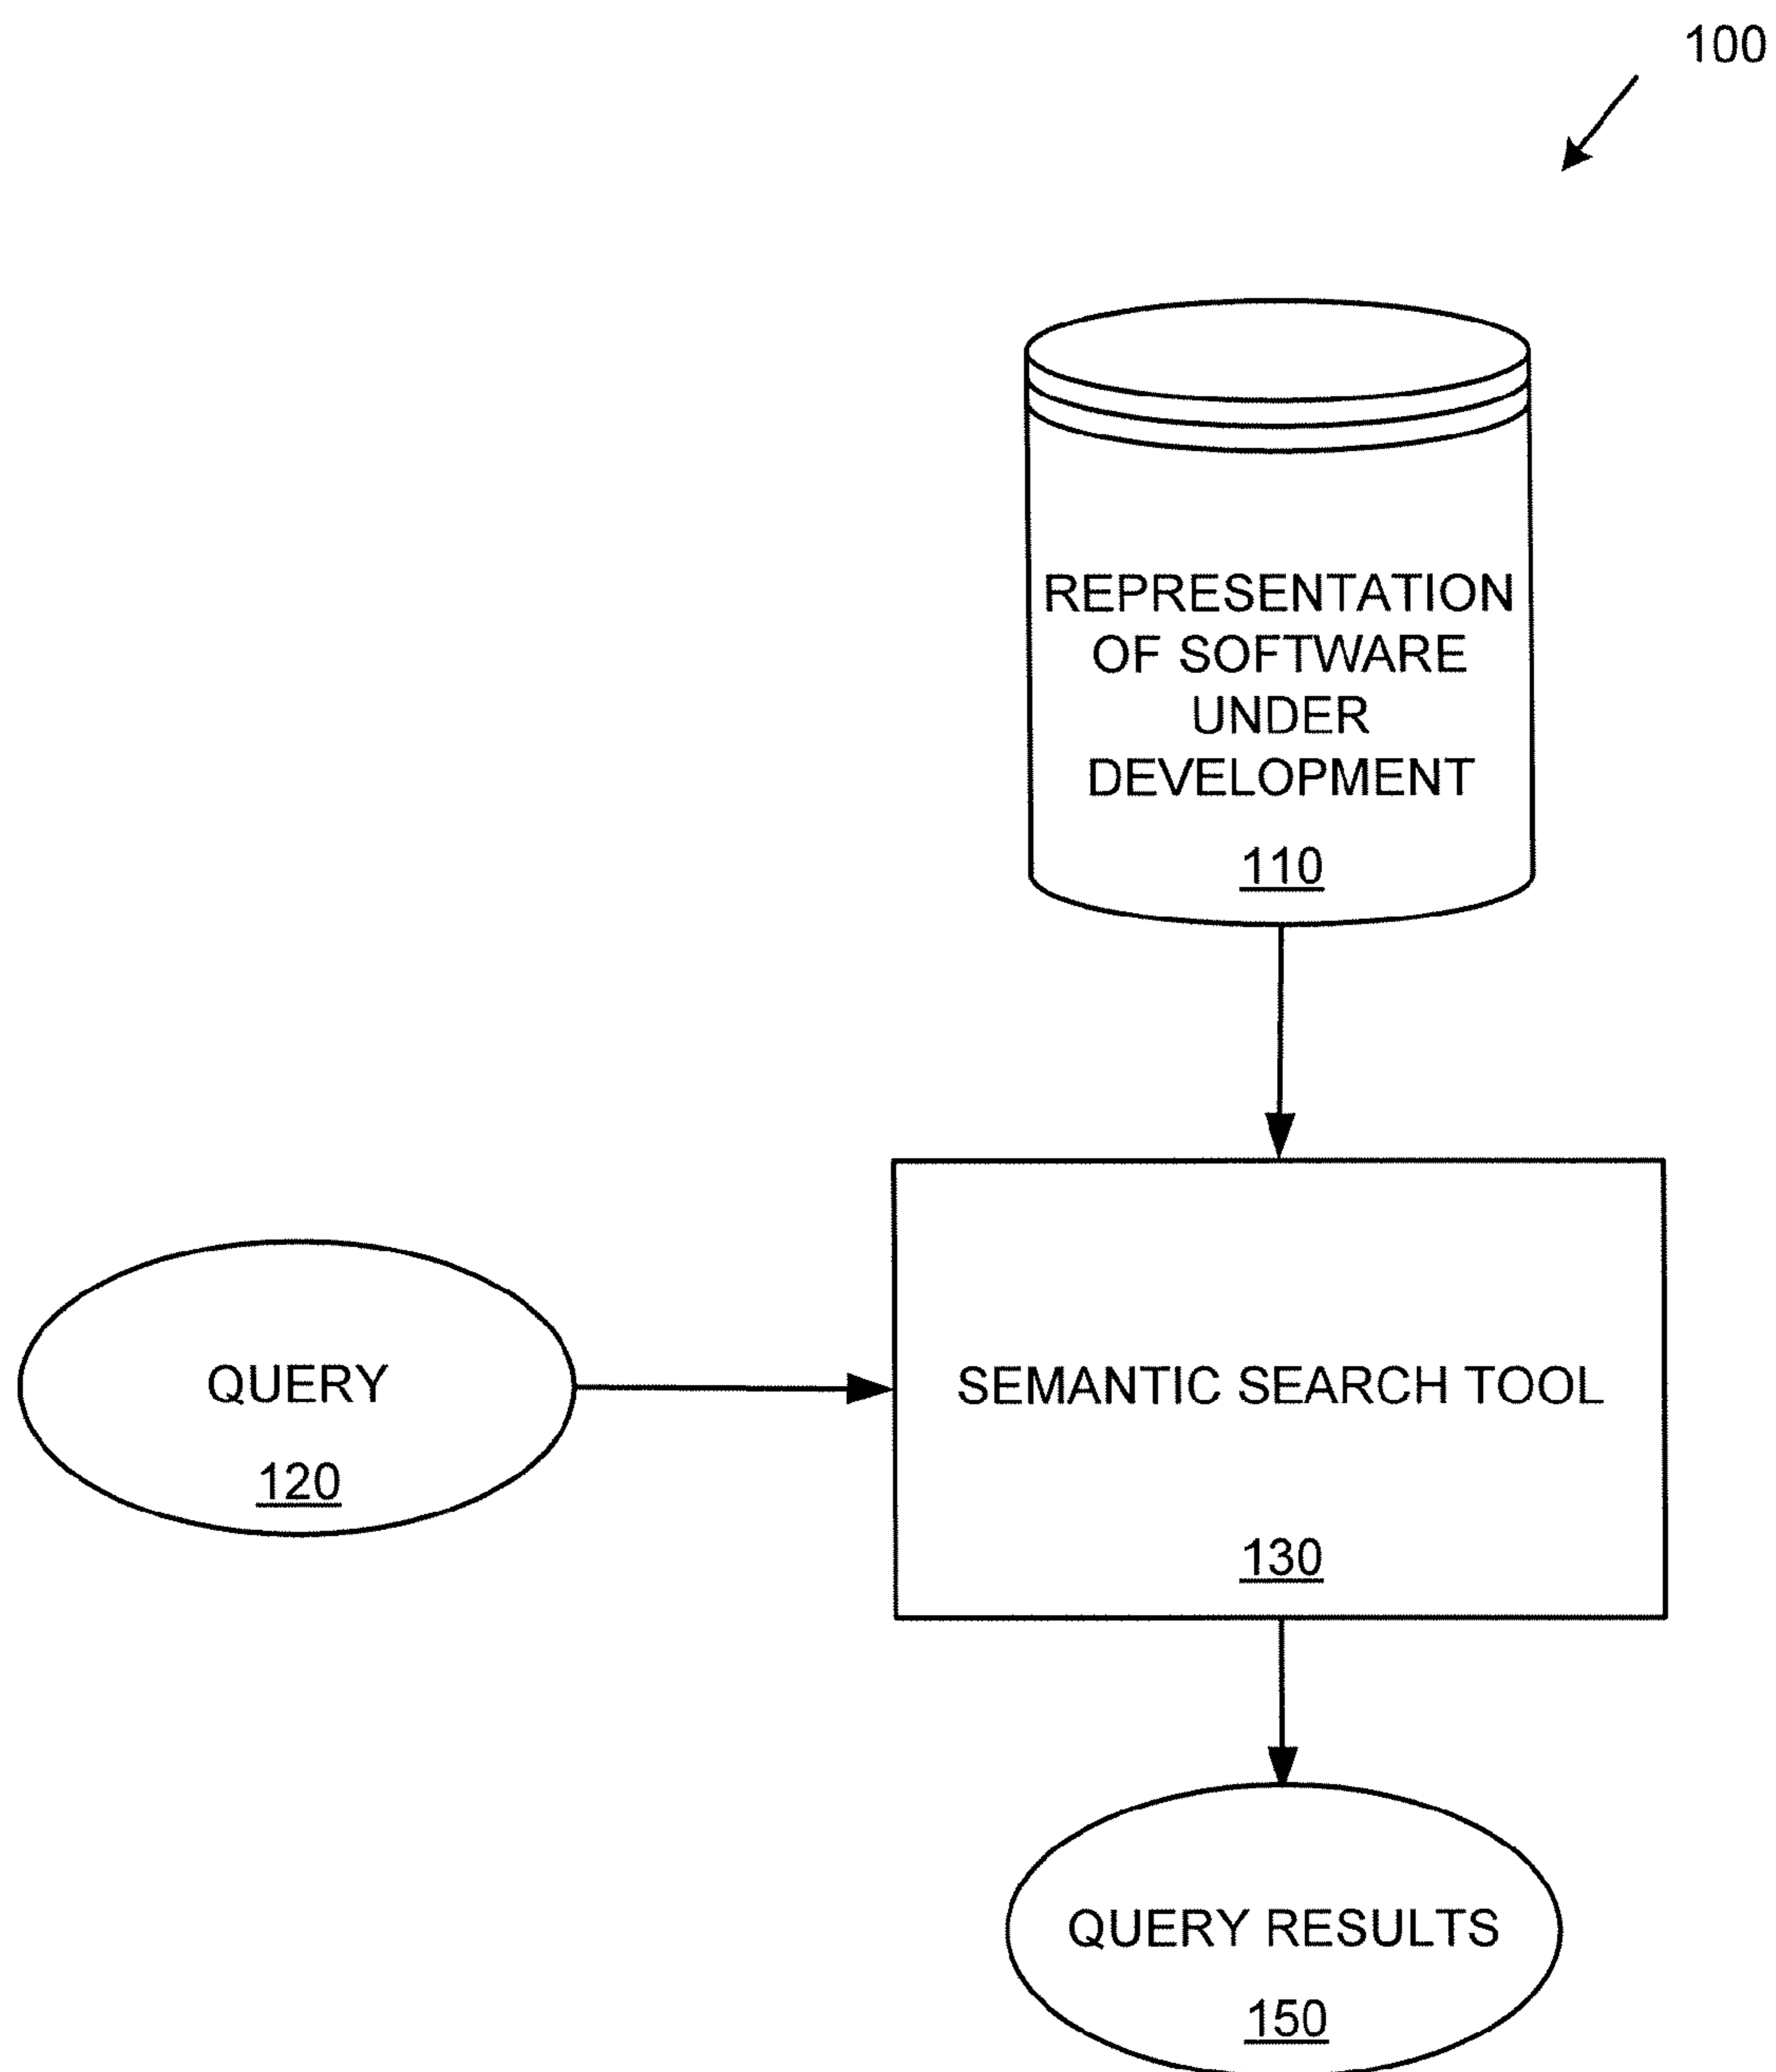 100
REPRESENTATION
OF SOFTWARE
UNDER
DEVELOPMENT
110
QUERY
120
SEMANTIC SEARCH TOOL
130
QUERY RESULTS
150